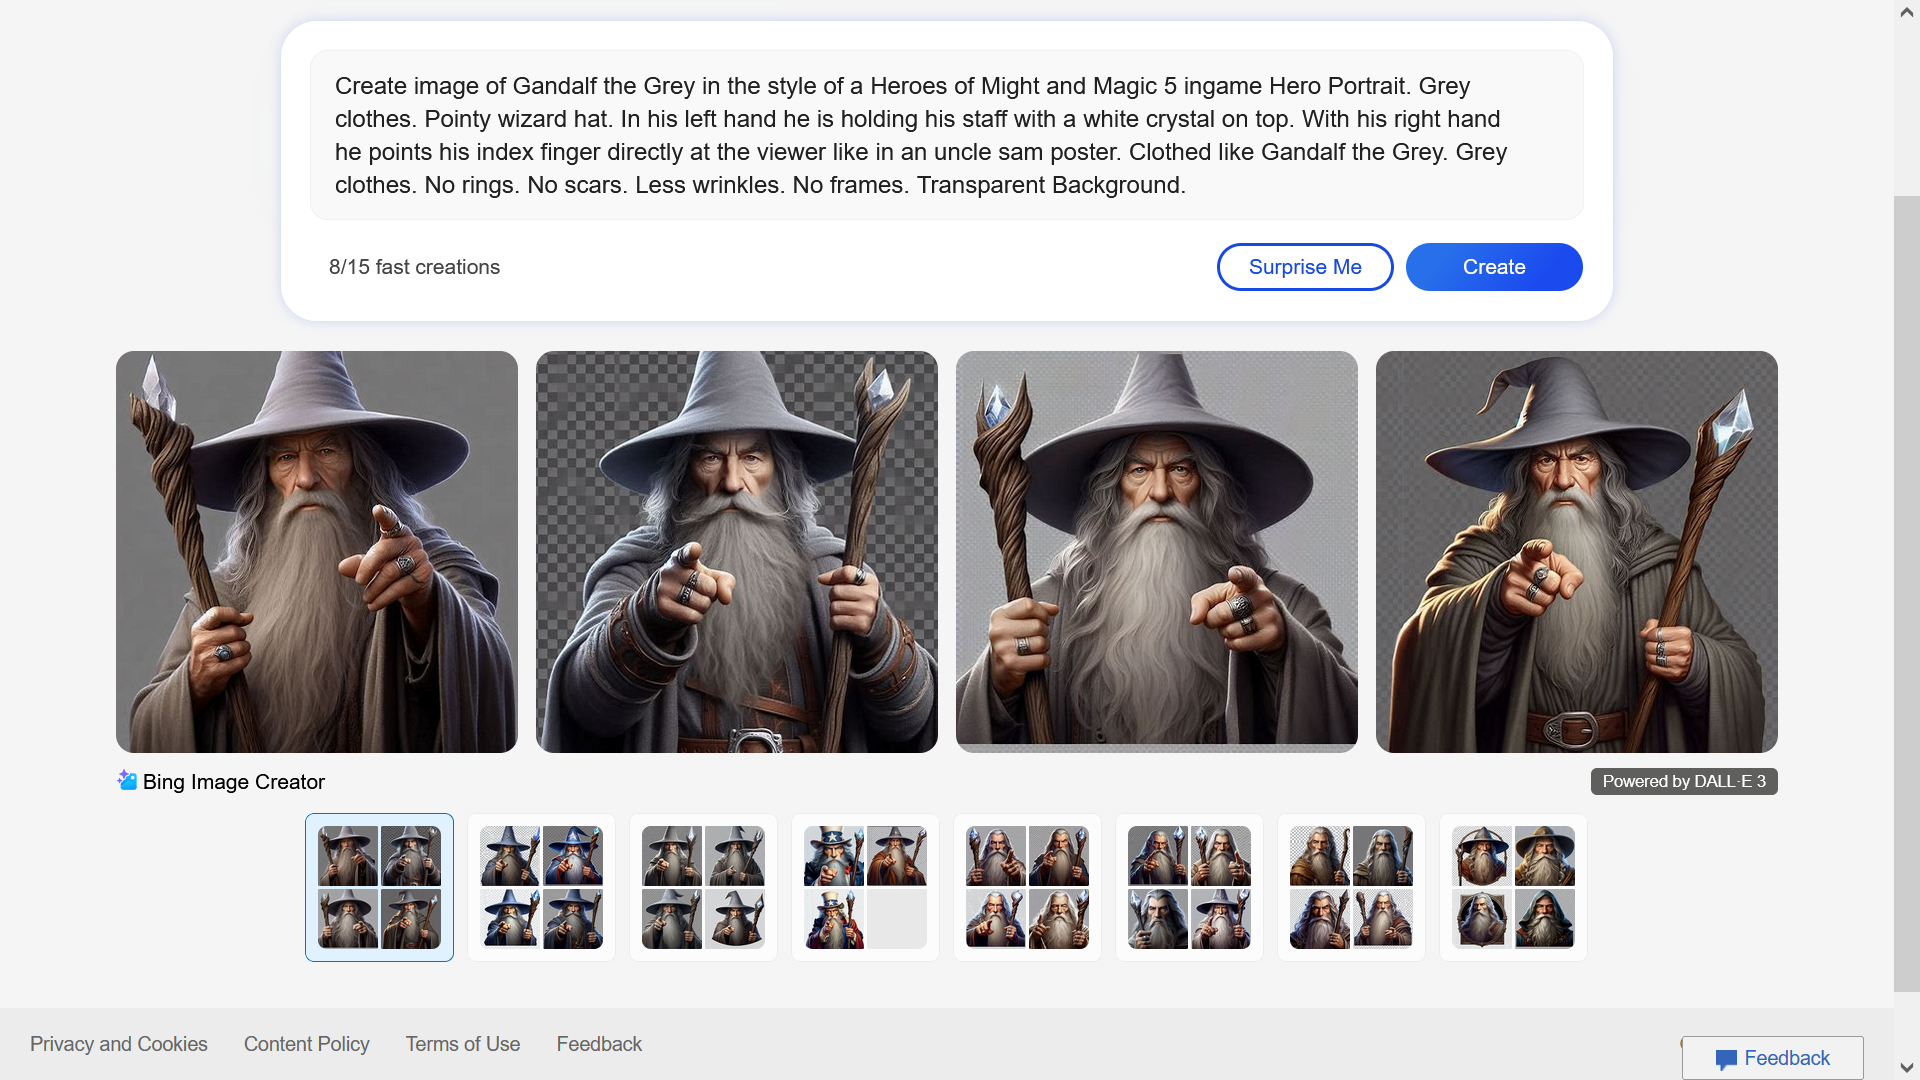 Create image of Gandalf the Grey in the style of a Heroes of Might and Magic 5 ingame Hero Portrait. Grey
clothes. Pointy wizard hat. In his left hand he is holding his staff with a white crystal on top. With his right hand
he points his index finger directly at the viewer like in an uncle sam poster. Clothed like Gandalf the Grey. Grey
clothes. No rings. No scars. Less wrinkles. No frames. Transparent Background.
8/15 fast creations
Surprise Me
Create
Bing Image Creator
Powered by DALL·E 3
Privacy and Cookies
Content Policy
Terms of Use
Feedback
Feedback